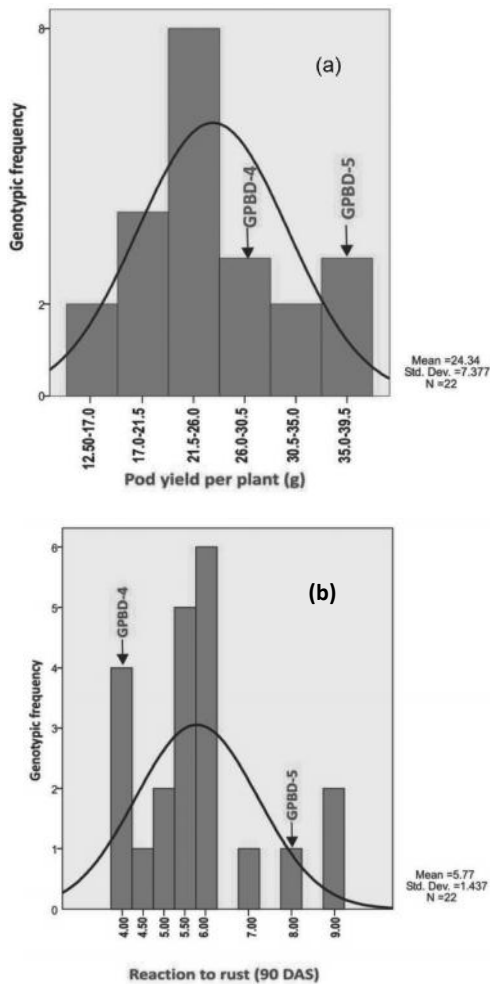 (a)
Genotypic frequency
8
2
0
GPBD-4
GPBD-5
12.50-17.0
17.0-21.5
21.5-26.0
26.0-30.5
30.5-35.0
35.0-39.5
Pod yield per plant (g)
Mean =24.34
Std. Dev. =7.377
N =22
(b)
Genotypic frequency
6
5
4
3
2
1
0
GPBD-4
GPBD-5
4.00
4.50
5.00
5.50
6.00
7.00
8.00
9.00
Reaction to rust (90 DAS)
Mean =5.77
Std. Dev. =1.437
N =22